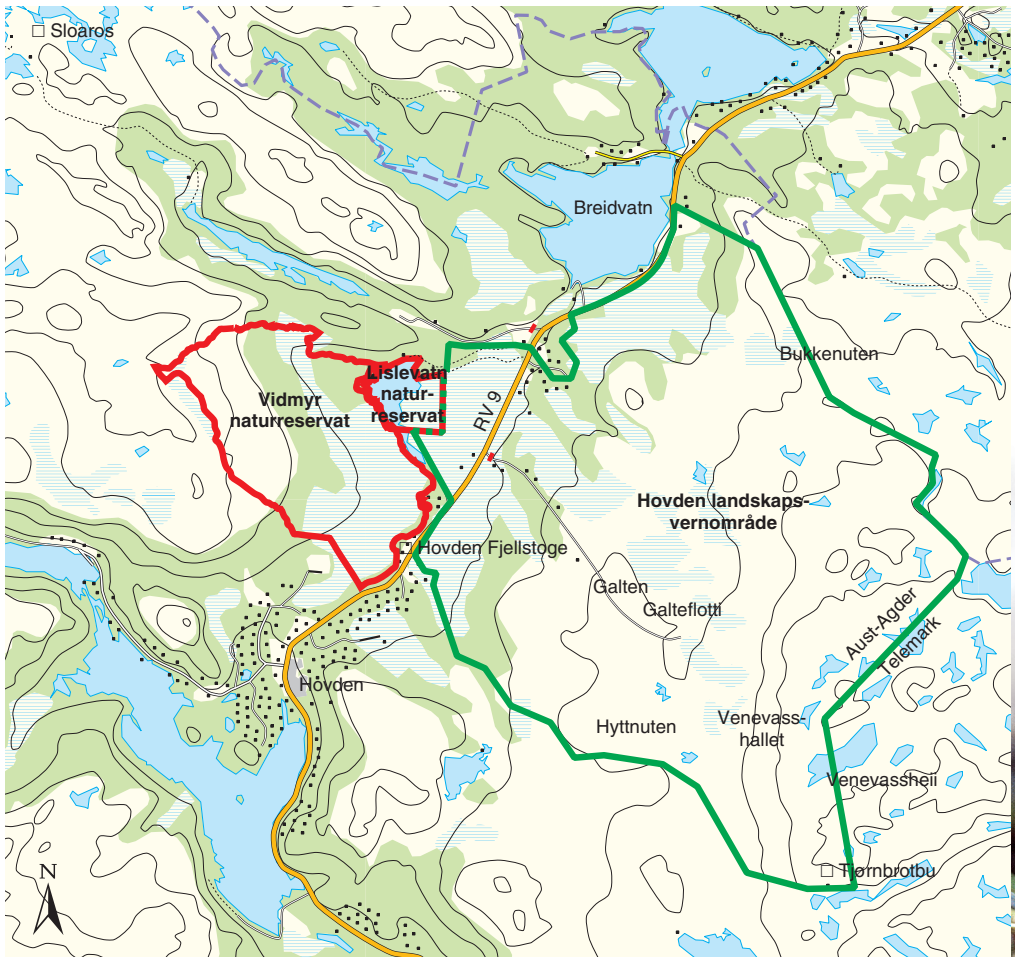 Sloaros
Breidvatn
Bukkenuten
Lislevatn
natur-
reservat
Vidmyr
naturreservat
RV 9
Hovden landskaps-
vernområde
Hovden Fjellstoge
Galten
Galteflotti
Aust-Agder
Telemark
Hovden
Hyttnuten
Venevass-
hallet
Venevassheii
Tjørnbrotbu
N